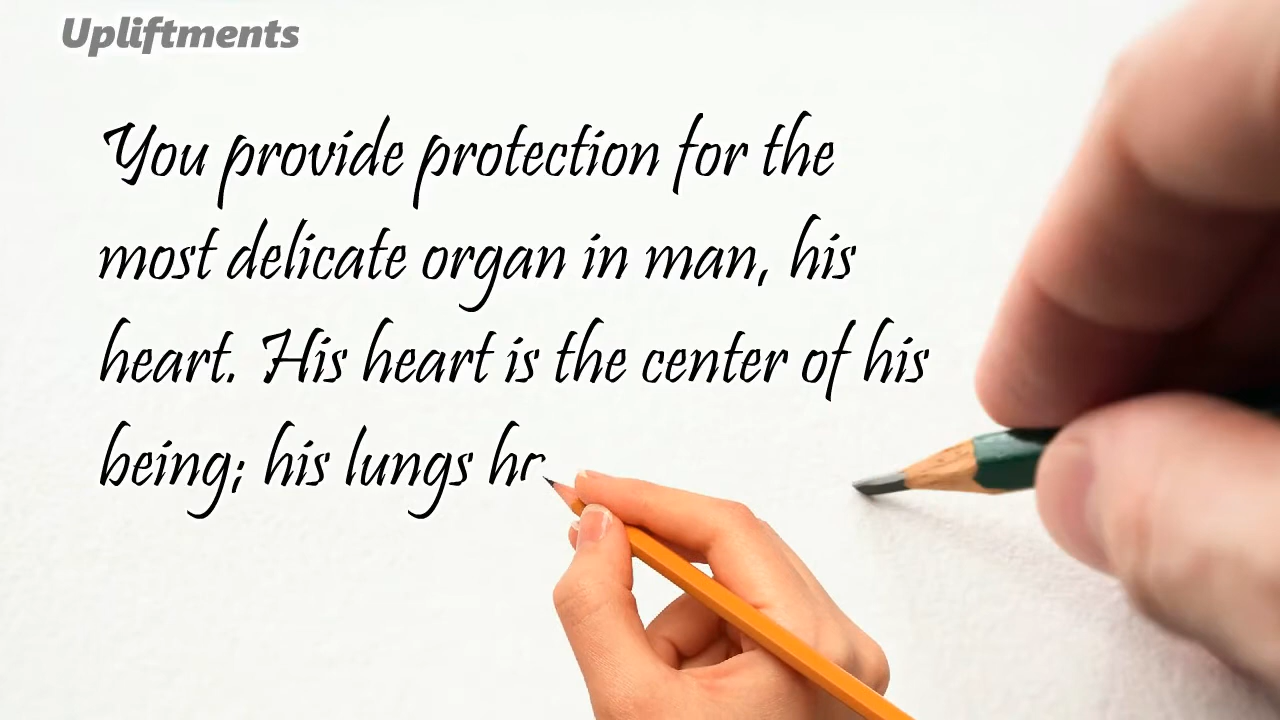 Upliftments
You provide protection for the
most delicate organ in man, his
heart. His heart is the center of his
being; his lungs